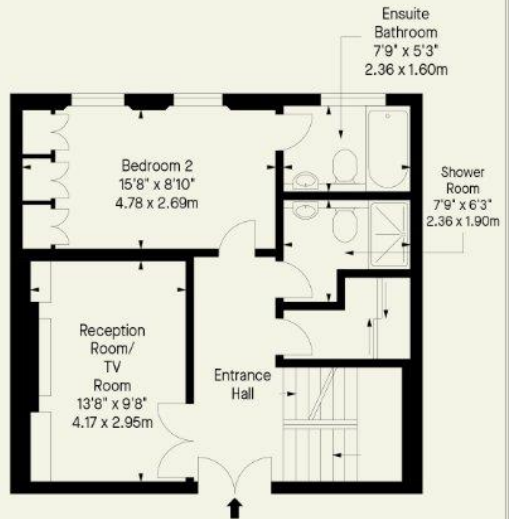 Ensuite
Bathroom
7'9" x 5'3"
2.36 x 1.60m
Bedroom 2
15'8" x 8'10"
4.78 x 2.69m
Shower
Room
7'9" x 6'3"
2.36 x 1.90m
Reception
Room/
TV
Room
13'8" x 9'8"
4.17 x 2.95m
Entrance
Hall